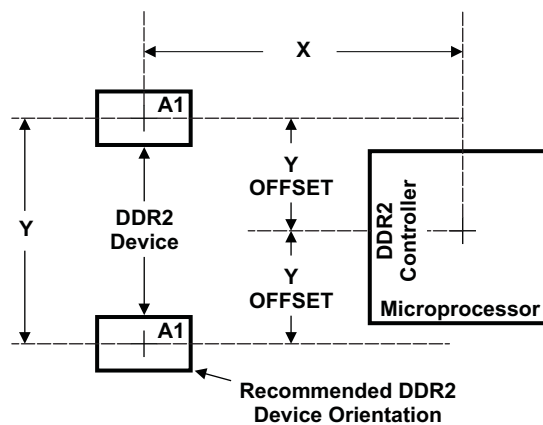 X
A1
Y
OFFSET
Y
DDR2
Device
DDR2
Controller
Y
OFFSET
Microprocessor
A1
Recommended DDR2
Device Orientation